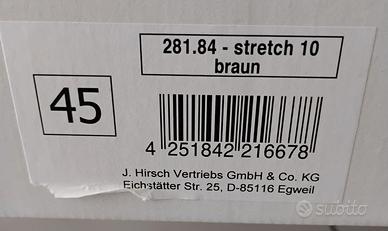 281.84 - stretch 10
braun
45
4 251842 216678
J. Hirsch Vertriebs GmbH & Co. KG
Eichstätter Str. 25, D-85116 Egweil
subito